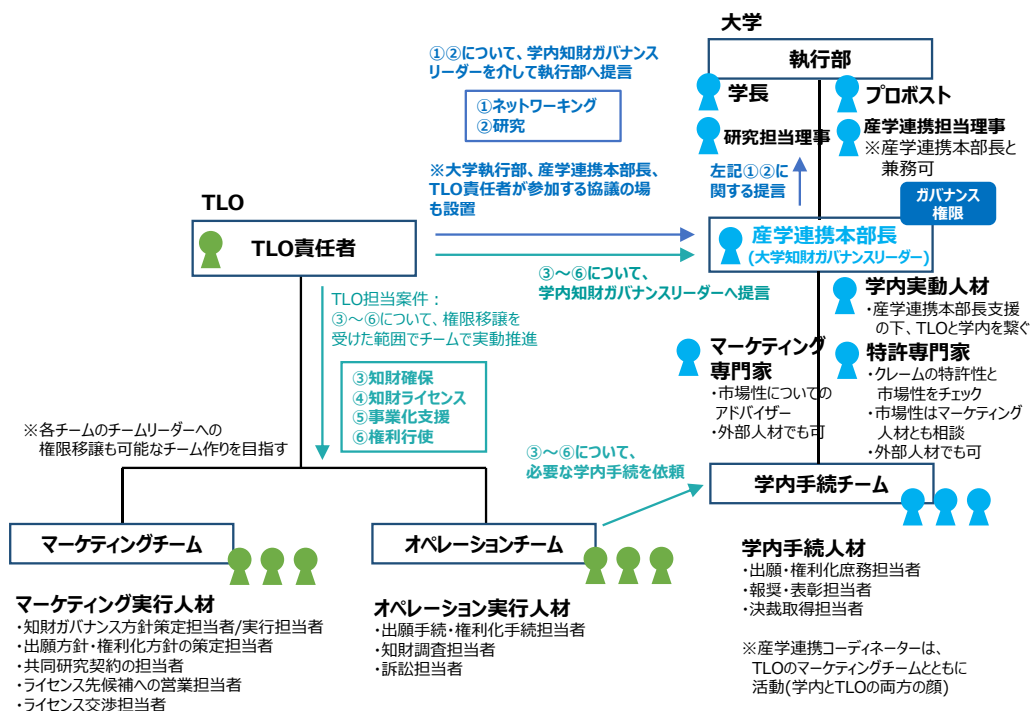 大学
執行部
学長
プロボスト
研究担当理事
産学連携担当理事
※産学連携本部長と
兼務可
①②について、学内知財ガバナンス
リーダーを介して執行部へ提言
①ネットワーキング
②研究
※大学執行部、産学連携本部長、
TLO責任者が参加する協議の場
も設置
左記①②に
関する提言
ガバナンス
権限
TLO
TLO責任者
産学連携本部長
(大学知財ガバナンスリーダー)
③～⑥について、
学内知財ガバナンスリーダーへ提言
TLO担当案件：
③～⑥について、権限移譲を
受けた範囲でチームで実動推進
③知財確保
④知財ライセンス
⑤事業化支援
⑥権利行使
学内実動人材
・産学連携本部長支援
の下、TLOと学内を繋ぐ
マーケティング
専門家
・市場性についての
アドバイザー
・外部人材でも可
特許専門家
・クレームの特許性と
市場性をチェック
・市場性はマーケティング
人材とも相談
・外部人材でも可
※各チームのチームリーダーへの
権限移譲も可能なチーム作りを目指す
③～⑥について、
必要な学内手続を依頼
学内手続チーム
マーケティングチーム
オペレーションチーム
マーケティング実行人材
・知財ガバナンス方針策定担当者/実行担当者
・出願方針・権利化方針の策定担当者
・共同研究契約の担当者
・ライセンス先候補への営業担当者
・ライセンス交渉担当者
オペレーション実行人材
・出願手続・権利化手続担当者
・知財調査担当者
・訴訟担当者
学内手続人材
・出願・権利化庶務担当者
・報奨・表彰担当者
・決裁取得担当者
※産学連携コーディネーターは、
TLOのマーケティングチームとともに
活動(学内とTLOの両方の顔)